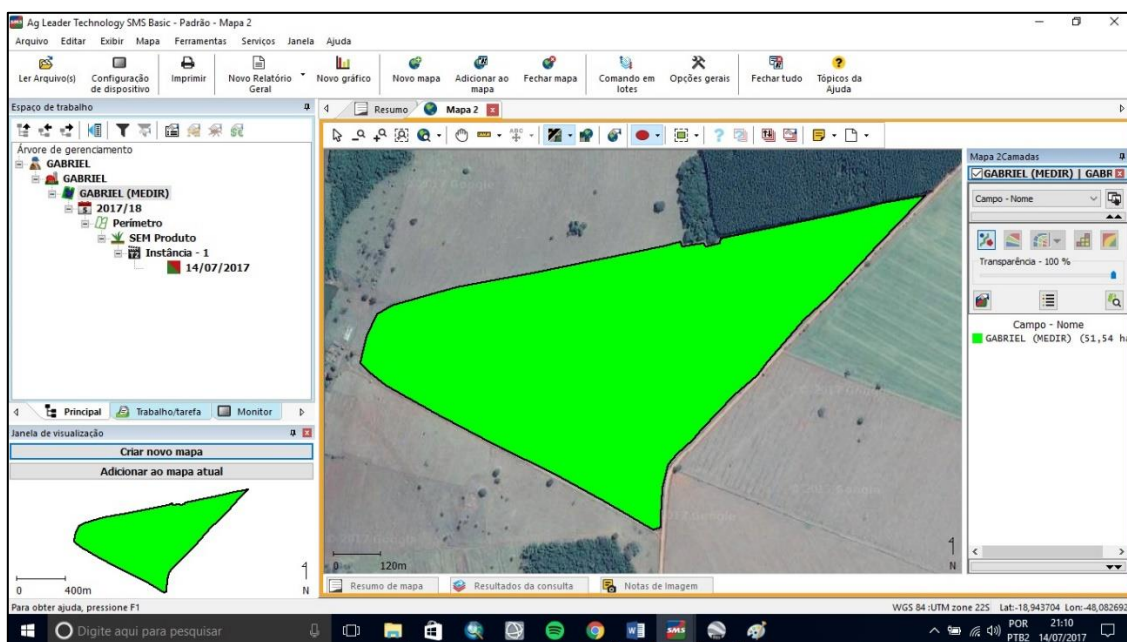 Ag Leader Technology SMS Basic - Padrão - Mapa 2
Arquivo Editar Exibir Mapa Ferramentas Serviços Janela Ajuda
Ler Arquivo(s) Configuração de dispositivo Imprimir Novo Relatório Geral Novo gráfico Novo mapa Adicionar ao mapa Fechar mapa Comando em lotes Opções gerais Fechar tudo Tópicos da Ajuda
Espaço de trabalho
Resumo Mapa 2
Árvore de gerenciamento
GABRIEL
GABRIEL
GABRIEL (MEDIR)
2017/18
Perímetro
SEM Produto
Instância - 1
14/07/2017
Principal Trabalho/tarefa Monitor
Janela de visualização
Criar novo mapa
Adicionar ao mapa atual
0 400m
N
0 120m
N
© 2017 Google
Resumo de mapa Resultados da consulta Notas de Imagem
Mapa 2Camadas
GABRIEL (MEDIR) | GABR
Campo - Nome
Transparência - 100 %
Campo - Nome
GABRIEL (MEDIR) (51,54 ha
Para obter ajuda, pressione F1
WGS 84 :UTM zone 22S Lat:-18,943704 Lon:-48,082692
Digite aqui para pesquisar
SMS
POR
PTB2
21:10
14/07/2017